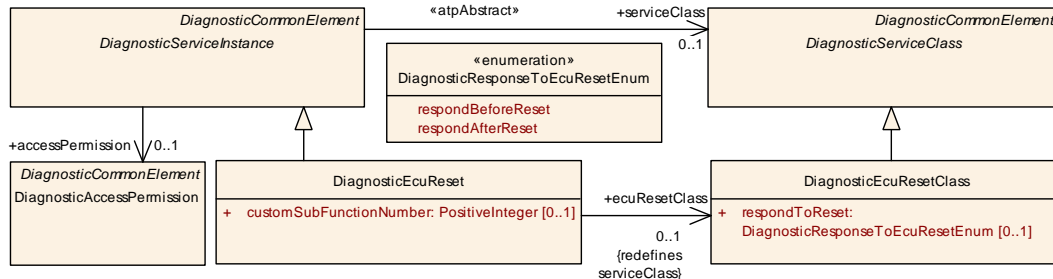 DiagnosticCommonElement
DiagnosticServiceInstance
«atpAbstract»
+serviceClass
0..1
DiagnosticCommonElement
DiagnosticServiceClass
«enumeration»
DiagnosticResponseToEcuResetEnum
respondBeforeReset
respondAfterReset
+accessPermission
0..1
DiagnosticCommonElement
DiagnosticAccessPermission
DiagnosticEcuReset
+ customSubFunctionNumber: PositiveInteger [0..1]
+ecuResetClass
0..1
{redefines
serviceClass}
DiagnosticEcuResetClass
+ respondToReset:
DiagnosticResponseToEcuResetEnum [0..1]